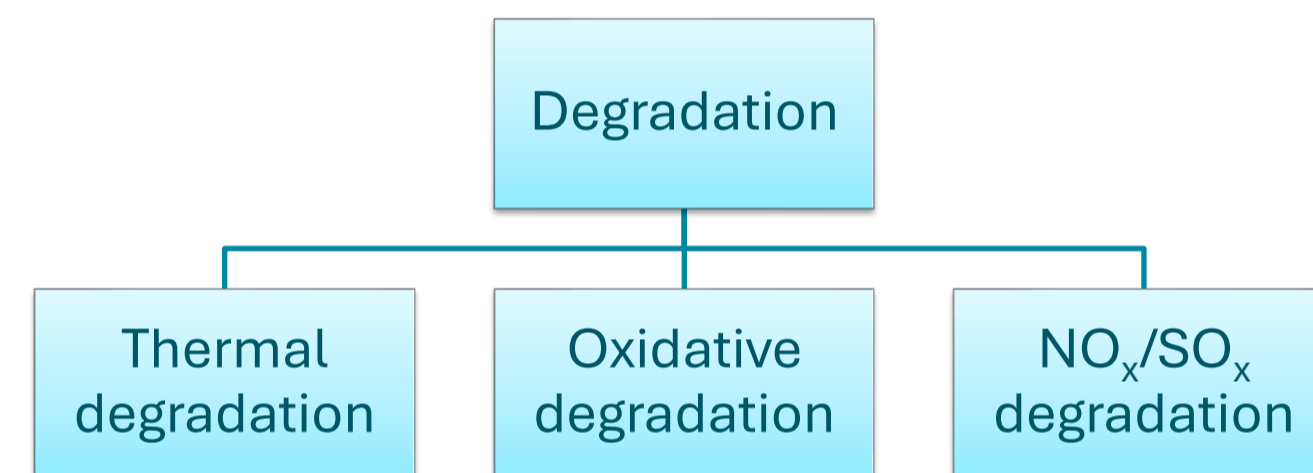 Degradation
Thermal
degradation
Oxidative
degradation
NOₓ/SOₓ
degradation